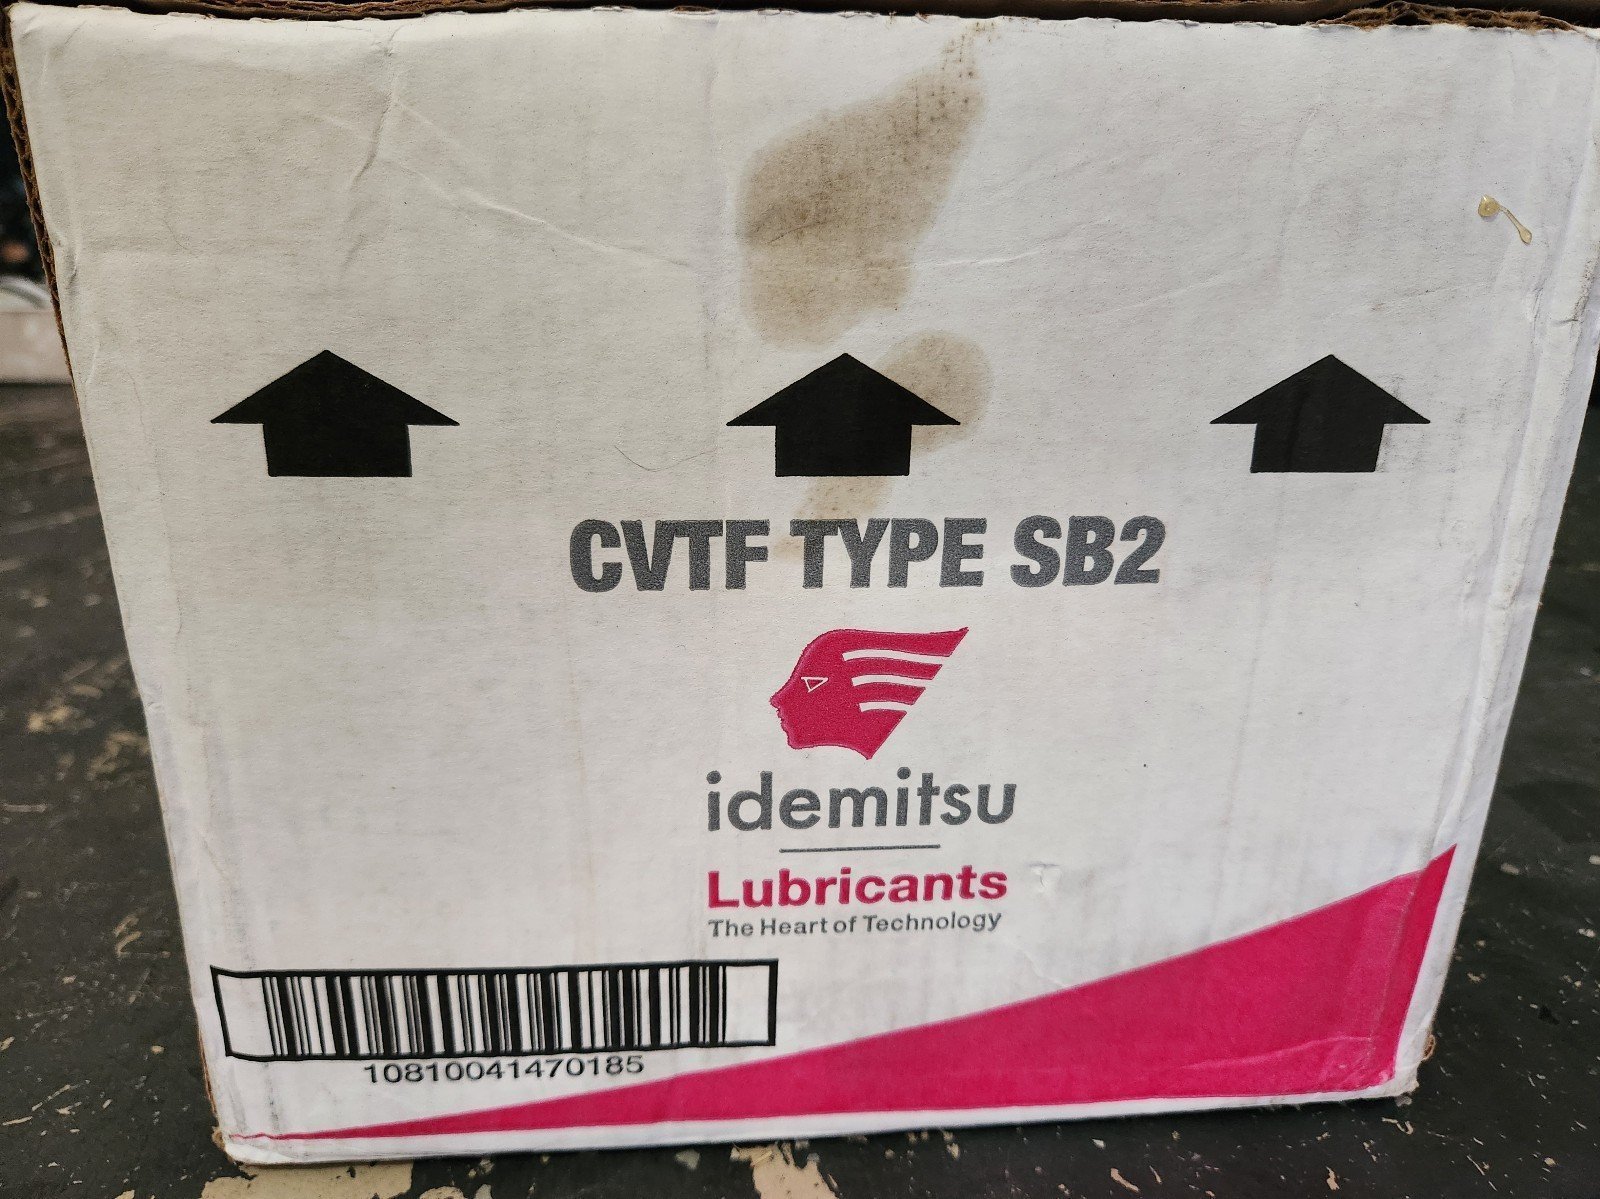 CVTF TYPE SB2
idemitsu
Lubricants
The Heart of Technology
10810041470185